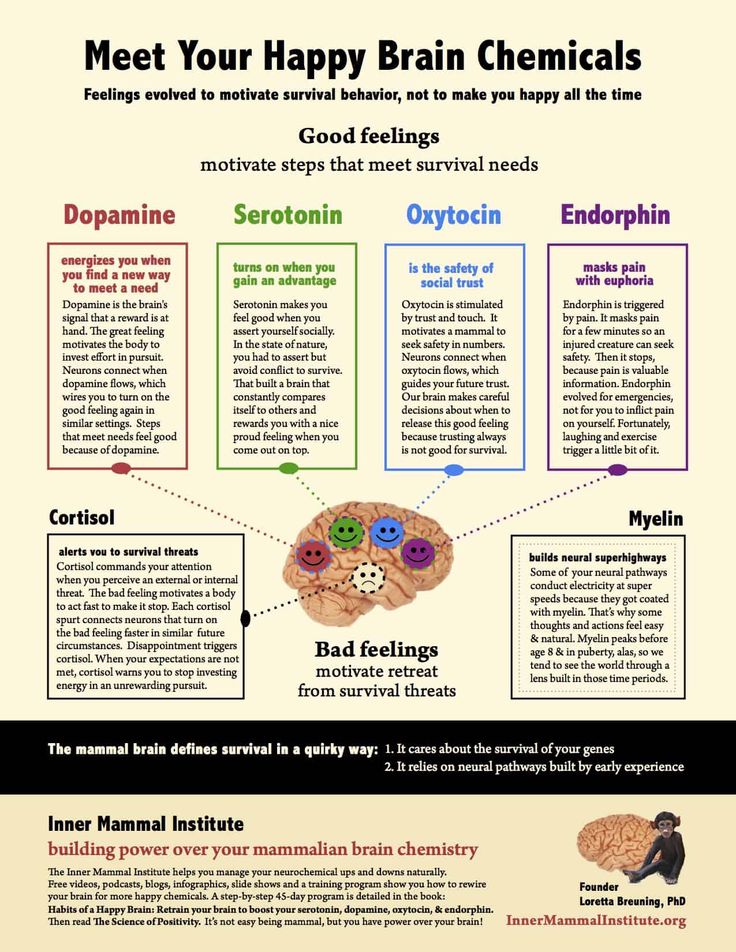 Meet Your Happy Brain Chemicals
Feelings evolved to motivate survival behavior, not to make you happy all the time
Good feelings
motivate steps that meet survival needs
Dopamine
energizes you when
you find a new way
to meet a need
Dopamine is the brain's
signal that a reward is at
hand. The great feeling
motivates the body to
invest effort in pursuit.
Neurons connect when
dopamine flows, which
wires you to turn on the
good feeling again in
similar settings. Steps
that meet needs feel good
because of dopamine.
Serotonin
turns on when you
gain an advantage
Serotonin makes you
feel good when you
assert yourself socially.
In the state of nature,
you had to assert but
avoid conflict to survive.
That built a brain that
constantly compares
itself to others and
rewards you with a nice
proud feeling when you
come out on top.
Oxytocin
is the safety of
social trust
Oxytocin is stimulated
by trust and touch. It
motivates a mammal to
seek safety in numbers.
Neurons connect when
oxytocin flows, which
guides your future trust.
Our brain makes careful
decisions about when to
release this good feeling
because trusting always
is not good for survival.
Endorphin
masks pain
with euphoria
Endorphin is triggered
by pain. It masks pain
for a few minutes so an
injured creature can seek
safety. Then it stops,
because pain is valuable
information. Endorphin
evolved for emergencies,
not for you to inflict pain
on yourself. Fortunately,
laughing and exercise
trigger a little bit of it.
Cortisol
alerts you to survival threats
Cortisol commands your attention
when you perceive an external or internal
threat. The bad feeling motivates a body
to act fast to make it stop. Each cortisol
spurt connects neurons that turn on
the bad feeling faster in similar future
circumstances. Disappointment triggers
cortisol. When your expectations are not
met, cortisol warns you to stop investing
energy in an unrewarding pursuit.
Bad feelings
motivate retreat
from survival threats
Myelin
builds neural superhighways
Some of your neural pathways
conduct electricity at super
speeds because they got coated
with myelin. That's why some
thoughts and actions feel easy
& natural. Myelin peaks before
age 8 & in puberty, alas, so we
tend to see the world through a
lens built in those time periods.
The mammal brain defines survival in a quirky way: 1. It cares about the survival of your genes
2. It relies on neural pathways built by early experience
Inner Mammal Institute
building power over your mammalian brain chemistry
The Inner Mammal Institute helps you manage your neurochemical ups and downs naturally.
Free videos, podcasts, blogs, infographics, slide shows and a training program show you how to rewire
your brain for more happy chemicals. A step-by-step 45-day program is detailed in the book:
Habits of a Happy Brain: Retrain your brain to boost your serotonin, dopamine, oxytocin, & endorphin.
Then read The Science of Positivity. It's not easy being mammal, but you have power over your brain!
Founder
Loretta Breuning, PhD
InnerMammalInstitute.org